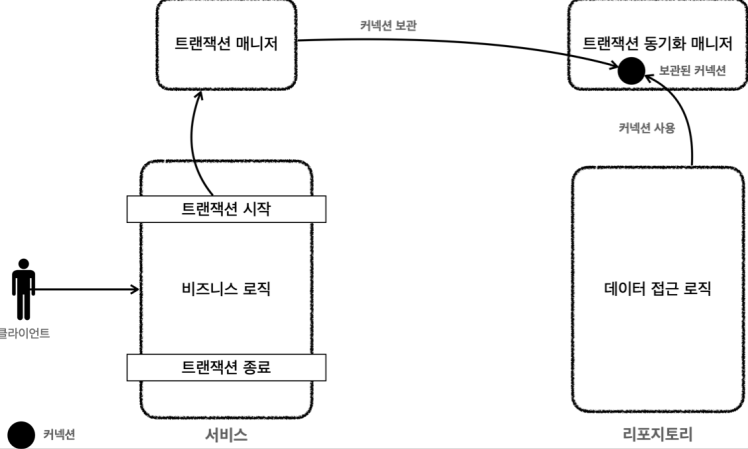 커넥션 보관
트랜잭션 매니저
트랜잭션 동기화 매니저
보관된 커넥션
커넥션 사용
트랜잭션 시작
비즈니스 로직
데이터 접근 로직
클라이언트
트랜잭션 종료
커넥션
서비스
리포지토리